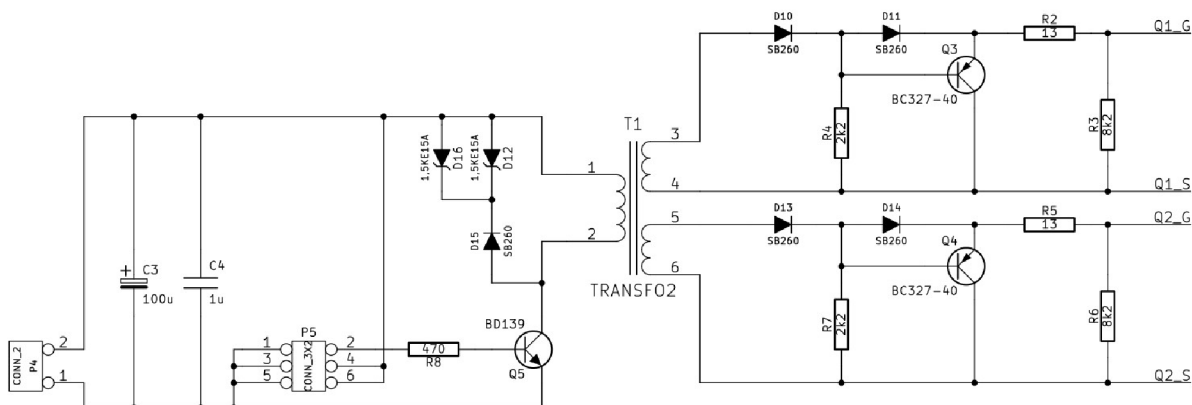 D10
SB260
D11
SB260
R2
13
Q1_G
Q3
BC327-40
R4
2k2
R3
8k2
Q1_S
T1
3
4
1
2
5
6
TRANSFO2
1,5KE15A
D16
1,5KE15A
D12
D15
SB260
D13
SB260
D14
SB260
R5
13
Q2_G
Q4
BC327-40
R7
2k2
R6
8k2
Q2_S
+
C3
100u
C4
1u
CONN_2
P4
2
1
P5
CONN_3X2
1
2
3
4
5
6
470
R8
BD139
Q5